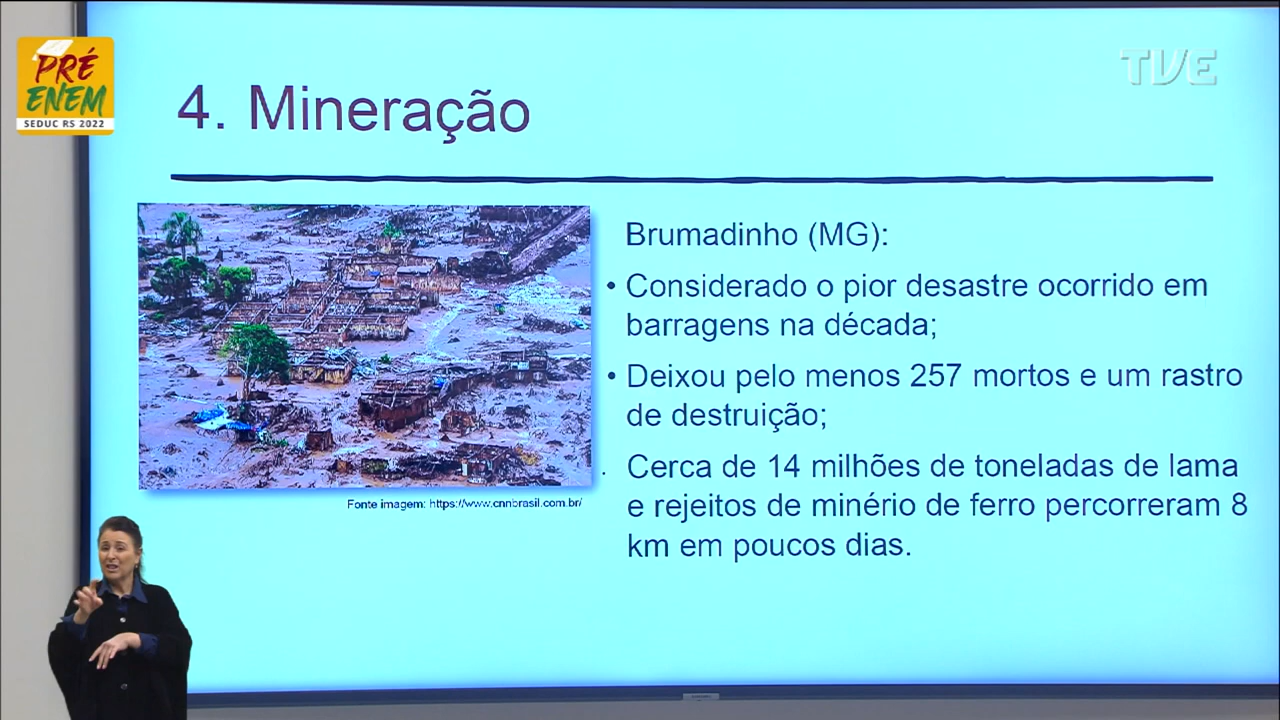 PRÉ
ENEM
SEDUC RS 2022
TVE
4. Mineração
Brumadinho (MG):
• Considerado o pior desastre ocorrido em
barragens na década;
• Deixou pelo menos 257 mortos e um rastro
de destruição;
. Cerca de 14 milhões de toneladas de lama
e rejeitos de minério de ferro percorreram 8
km em poucos dias.
Fonte imagem: https://www.cnnbrasil.com.br/